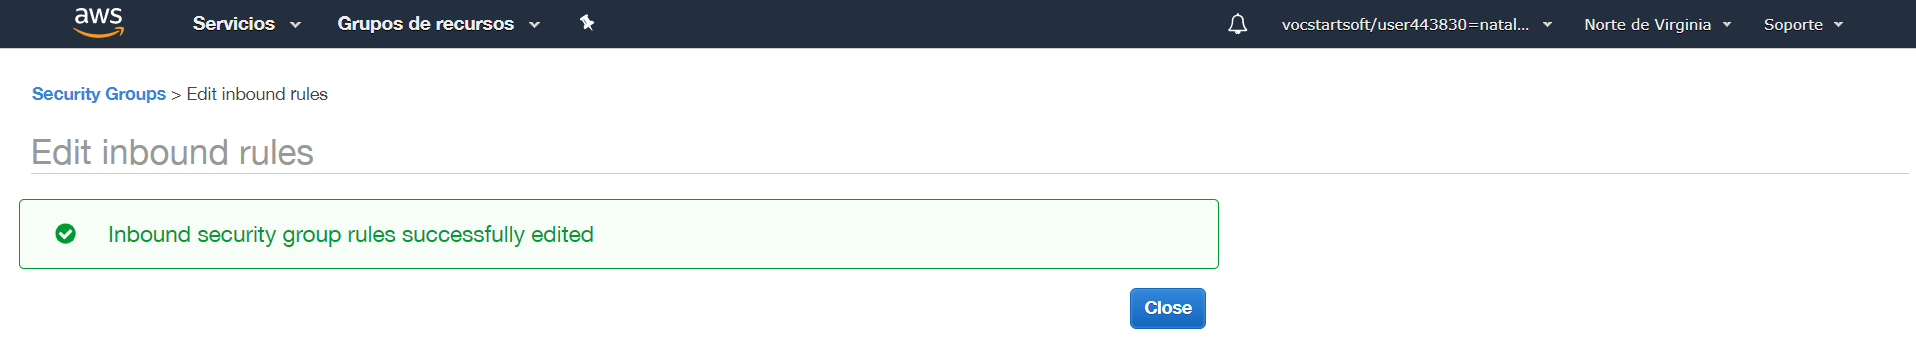 aws Servicios Grupos de recursos vocstartsoft/user443830=natal... Norte de Virginia Soporte
Security Groups > Edit inbound rules
Edit inbound rules
Inbound security group rules successfully edited
Close